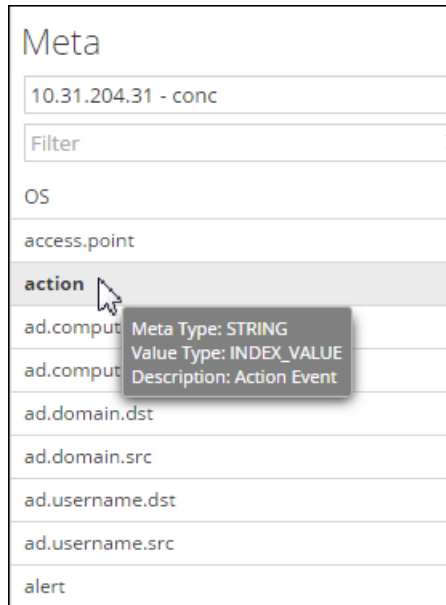 Meta
10.31.204.31 - conc
Filter
OS
access.point
action
ad.comput
Meta Type: STRING
Value Type: INDEX_VALUE
ad.comput
Description: Action Event
ad.domain.dst
ad.domain.src
ad.username.dst
ad.username.src
alert